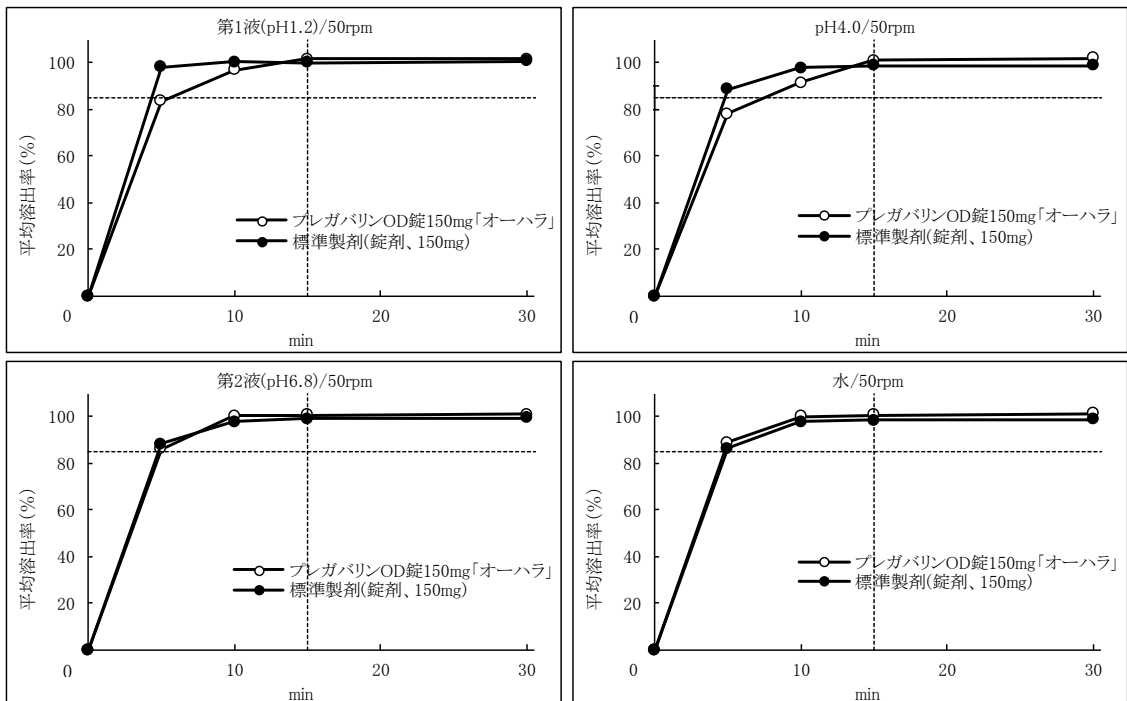 第1液(pH1.2)/50rpm
平均溶出率(%)
100
80
60
40
20
0
10
20
30
min
プレガバリンOD錠150mg「オーハラ」
標準製剤(錠剤、150mg)
pH4.0/50rpm
平均溶出率(%)
100
80
60
40
20
0
10
20
30
min
プレガバリンOD錠150mg「オーハラ」
標準製剤(錠剤、150mg)
第2液(pH6.8)/50rpm
平均溶出率(%)
100
80
60
40
20
0
10
20
30
min
プレガバリンOD錠150mg「オーハラ」
標準製剤(錠剤、150mg)
水/50rpm
平均溶出率(%)
100
80
60
40
20
0
10
20
30
min
プレガバリンOD錠150mg「オーハラ」
標準製剤(錠剤、150mg)